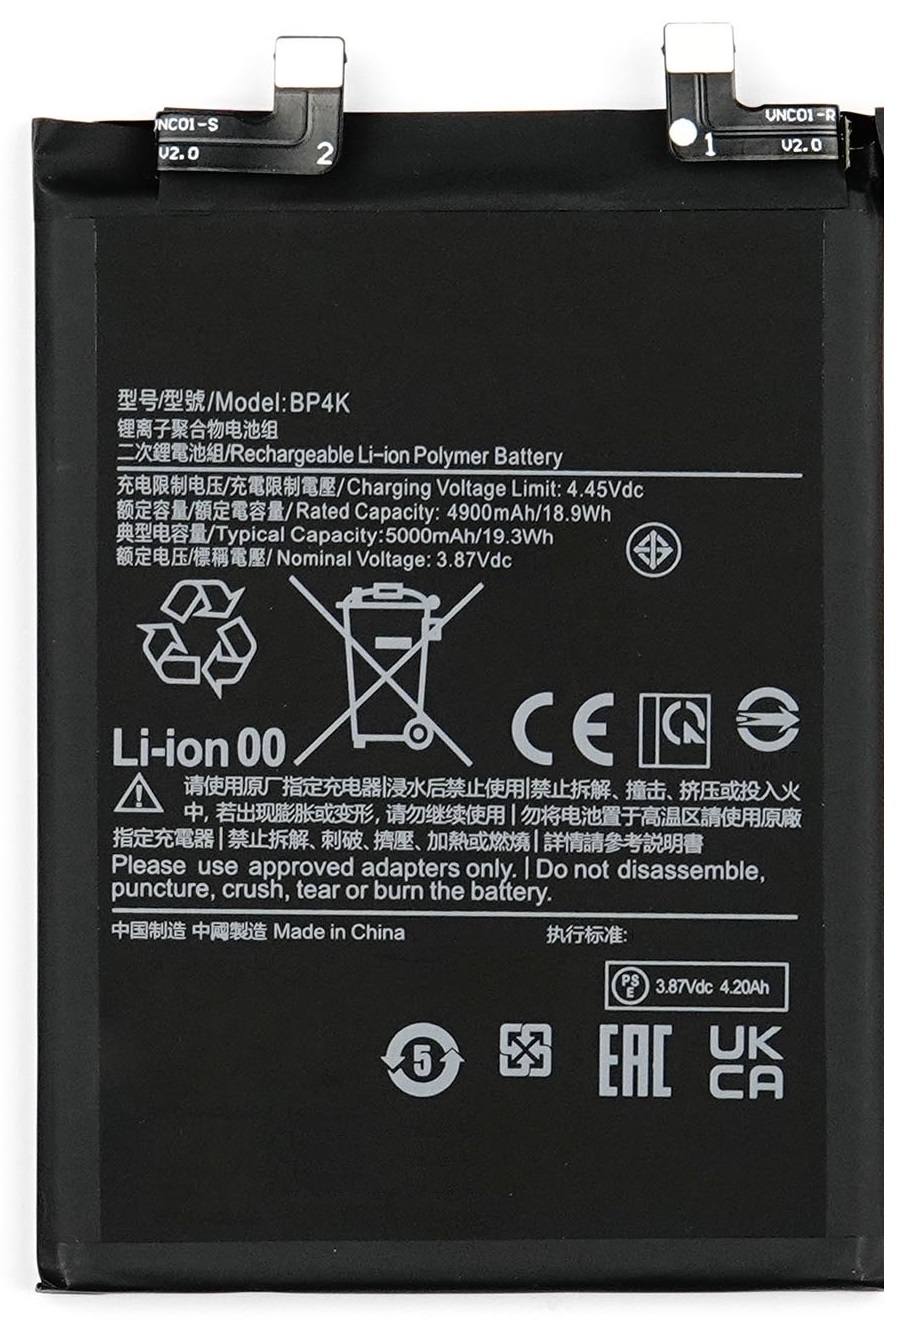 VNC01-S
V2.0
2
1
VNC01-R
V2.0
型号/型號/Model:BP4K
锂离子聚合物电池组
二次鋰電池組/Rechargeable Li-ion Polymer Battery
充电限制电压/充電限制電壓/Charging Voltage Limit: 4.45Vdc
额定容量/額定電容量/Rated Capacity: 4900mAh/18.9Wh
典型电容量/Typical Capacity:5000mAh/19.3Wh
额定电压/標稱電壓/ Nominal Voltage: 3.87Vdc
Li-ion 00
CE
请使用原厂指定充电器|浸水后禁止使用|禁止拆解、撞击、挤压或投入火
中, 若出现膨胀或变形, 请勿继续使用 | 勿将电池置于高温区請使用原廠
指定充電器 | 禁止拆解、刺破、擠壓、加熱或燃燒 | 詳情請參考説明書
Please use approved adapters only. | Do not disassemble,
puncture, crush, tear or burn the battery.
中国制造 中國製造 Made in China
执行标准:
PSE 3.87Vdc 4.20Ah
5
EAC
UK
CA